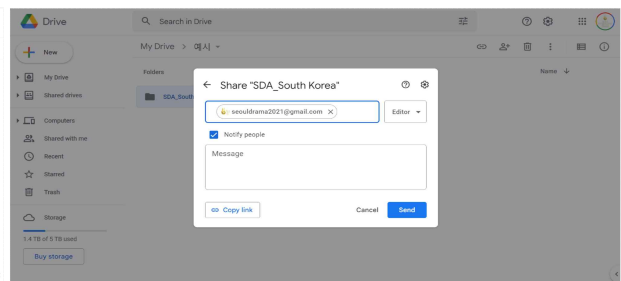 Drive
Search in Drive
New
My Drive > 예시
Folders
Name
My Drive
Shared drives
SDA_South
Computers
Shared with me
Recent
Starred
Trash
Storage
1.4 TB of 5 TB used
Buy storage
Share "SDA_South Korea"
seouldrama2021@gmail.com
Editor
Notify people
Message
Copy link
Cancel
Send